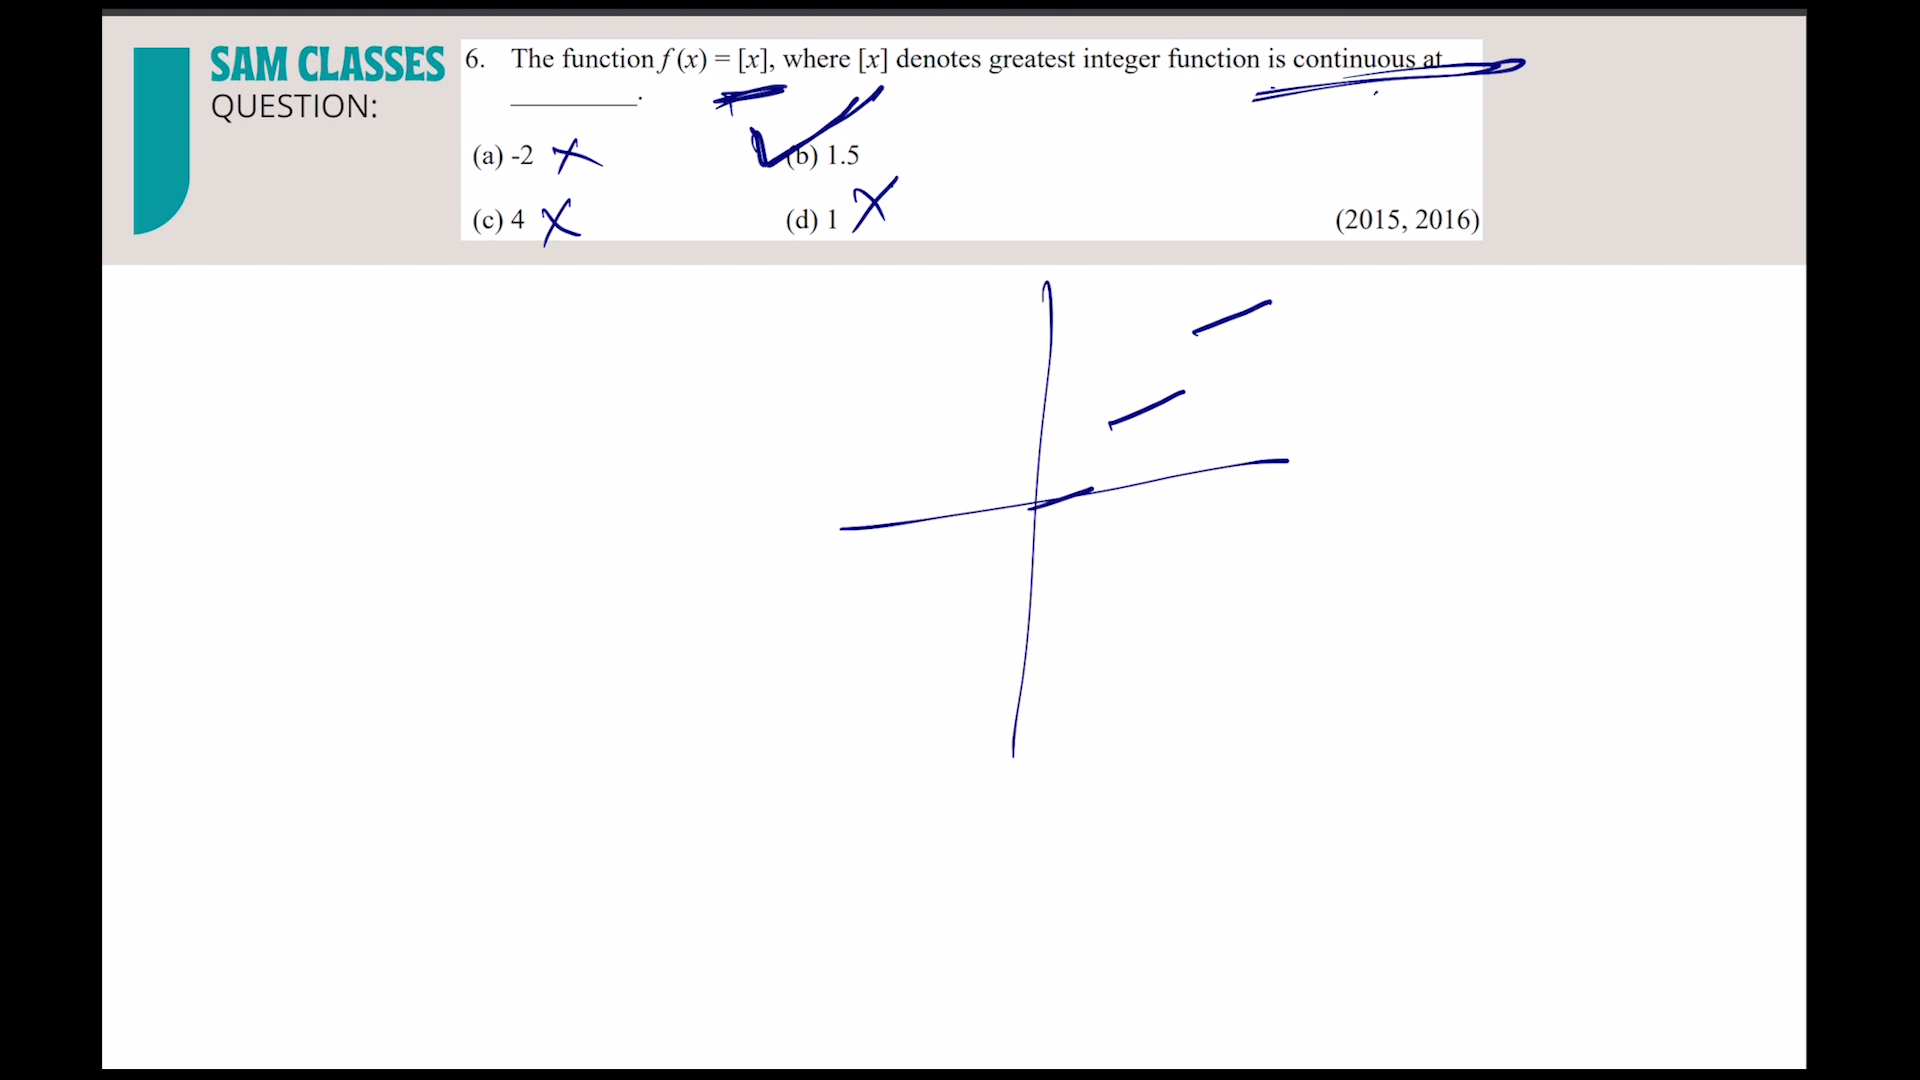 SAM CLASSES
QUESTION:
6. The function f (x) = [x], where [x] denotes greatest integer function is continuous at
_________.
(a) -2 (b) 1.5
(c) 4 (d) 1 (2015, 2016)